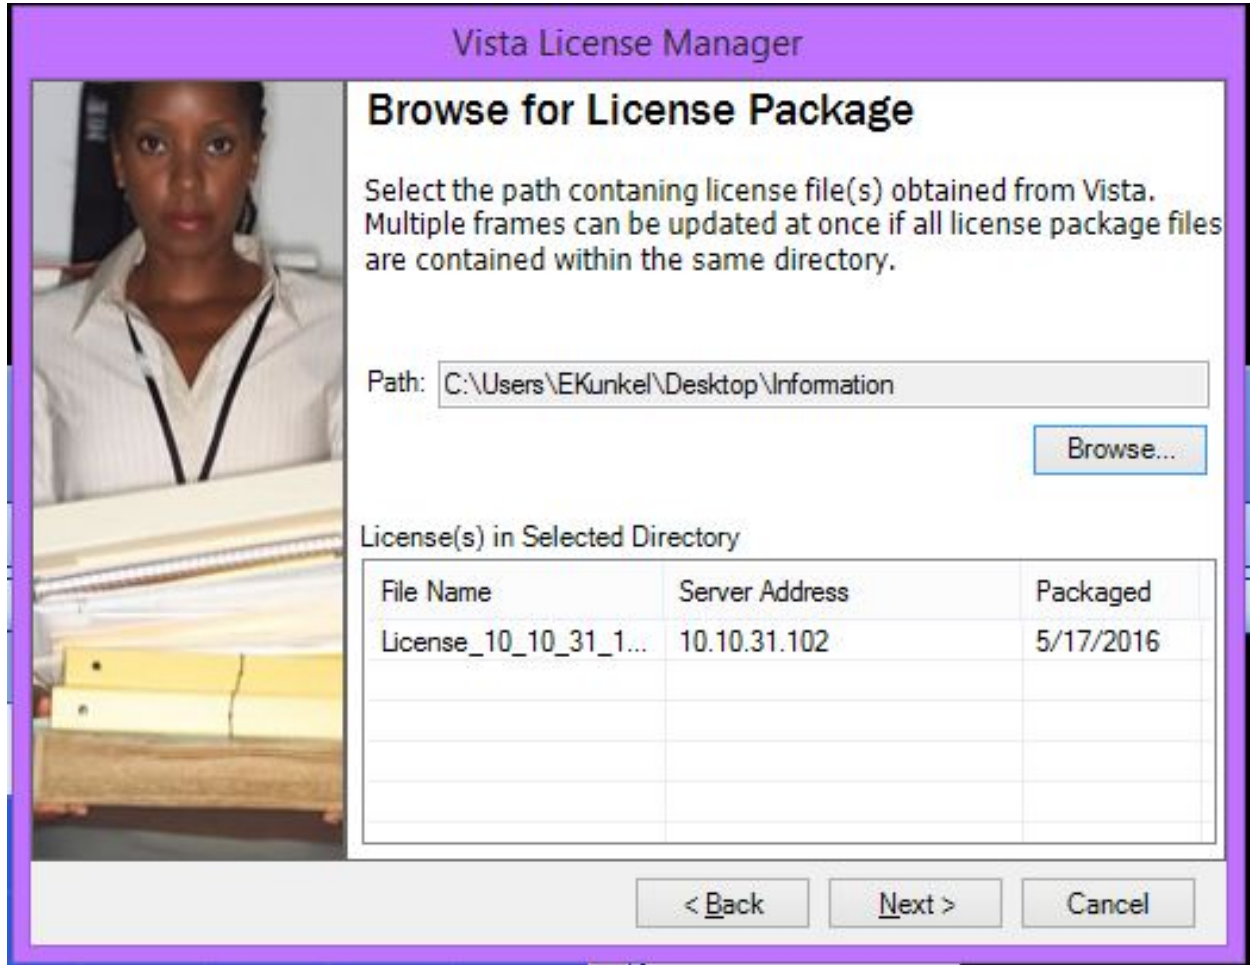 Vista License Manager
Browse for License Package
Select the path contaning license file(s) obtained from Vista.
Multiple frames can be updated at once if all license package files
are contained within the same directory.
Path: C:\Users\EKunkel\Desktop\Information
Browse...
License(s) in Selected Directory
File Name Server Address Packaged
License_10_10_31_1... 10.10.31.102 5/17/2016
< Back Next > Cancel